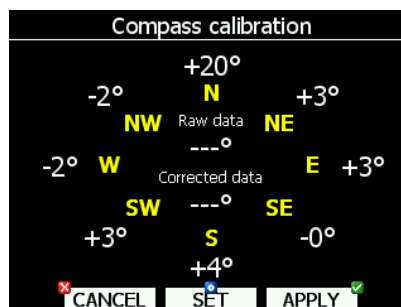 Compass calibration
+20°
-2° N +3°
NW Raw data NE
---°
-2° W E +3°
Corrected data
SW ---° SE
+3° S -0°
+4°
CANCEL SET APPLY